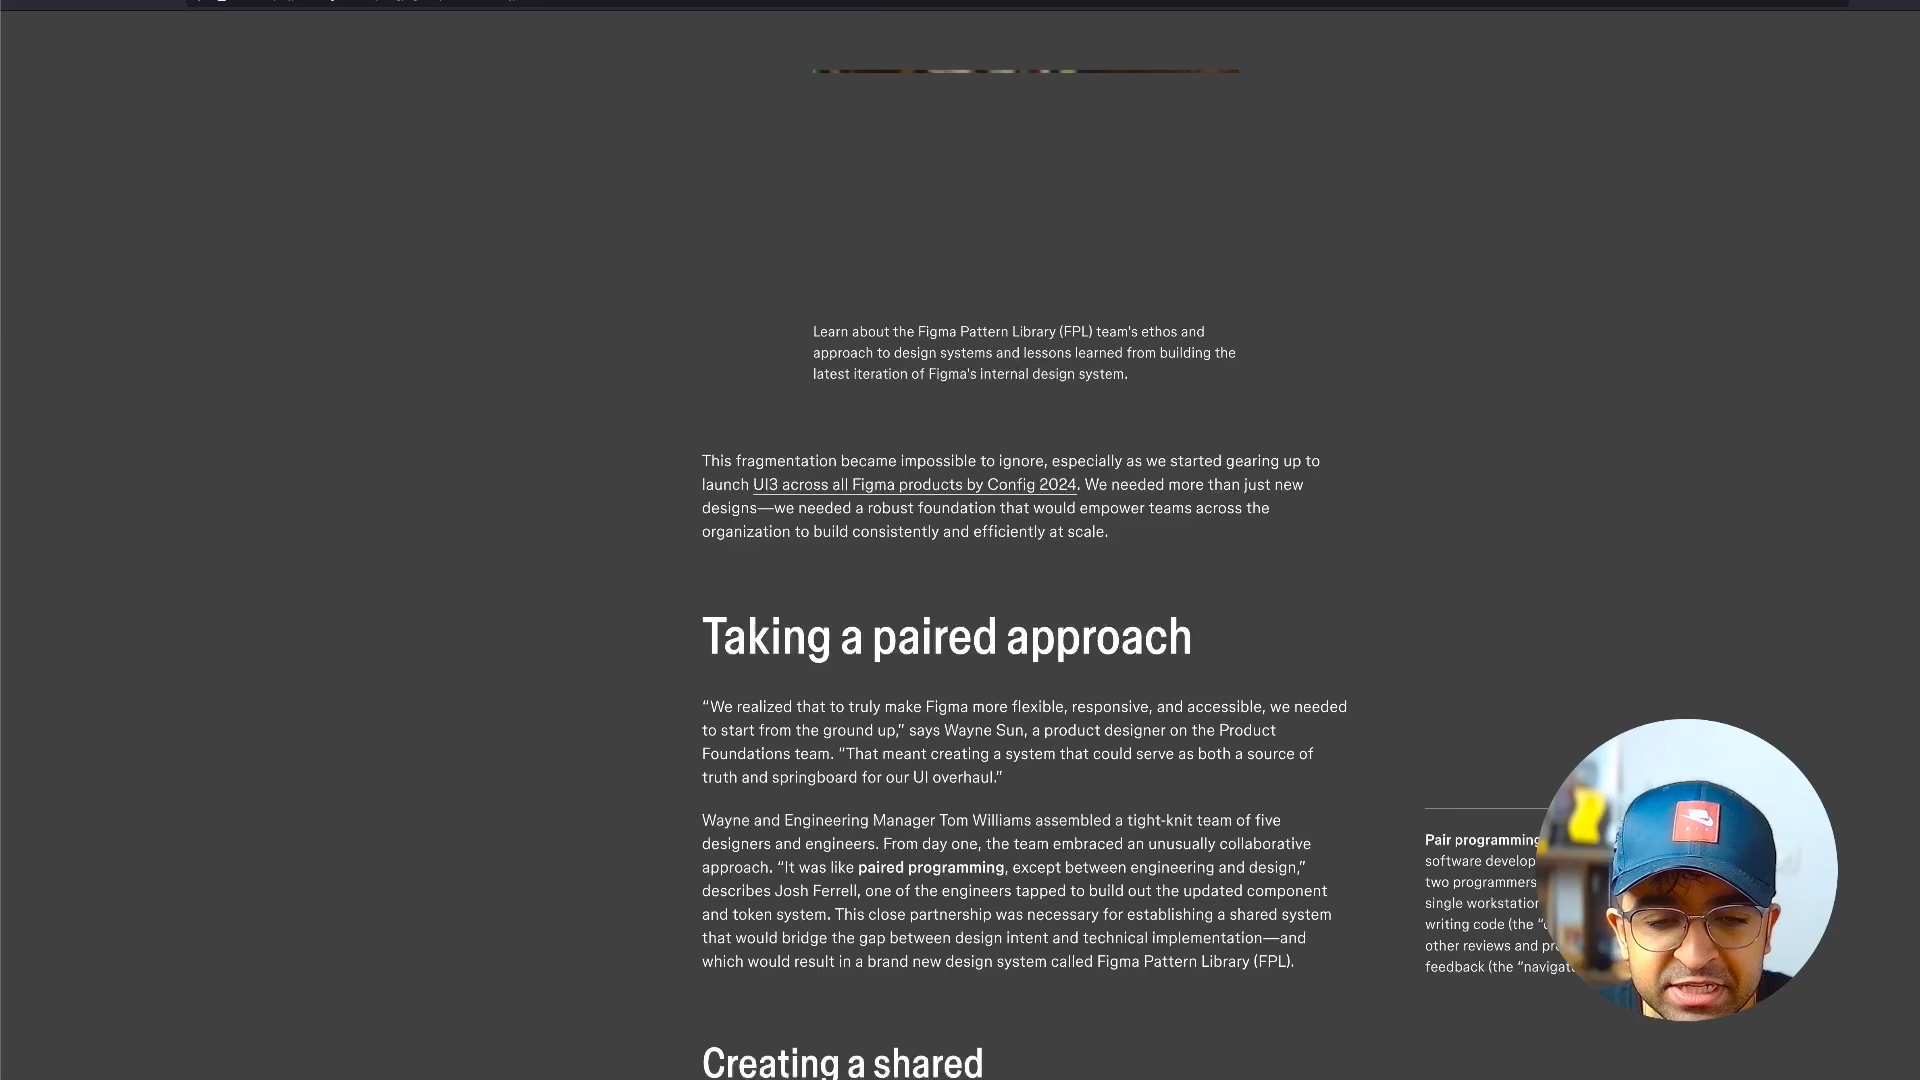 Learn about the Figma Pattern Library (FPL) team's ethos and
approach to design systems and lessons learned from building the
latest iteration of Figma's internal design system.
This fragmentation became impossible to ignore, especially as we started gearing up to
launch UI3 across all Figma products by Config 2024. We needed more than just new
designs—we needed a robust foundation that would empower teams across the
organization to build consistently and efficiently at scale.
Taking a paired approach
“We realized that to truly make Figma more flexible, responsive, and accessible, we needed
to start from the ground up,” says Wayne Sun, a product designer on the Product
Foundations team. “That meant creating a system that could serve as both a source of
truth and springboard for our UI overhaul.”
Wayne and Engineering Manager Tom Williams assembled a tight-knit team of five
designers and engineers. From day one, the team embraced an unusually collaborative
approach. “It was like paired programming, except between engineering and design,”
describes Josh Ferrell, one of the engineers tapped to build out the updated component
and token system. This close partnership was necessary for establishing a shared system
that would bridge the gap between design intent and technical implementation—and
which would result in a brand new design system called Figma Pattern Library (FPL).
Pair programming
software
two programmers
single
writing code (the
other reviews and
feedback (the
Creating a shared